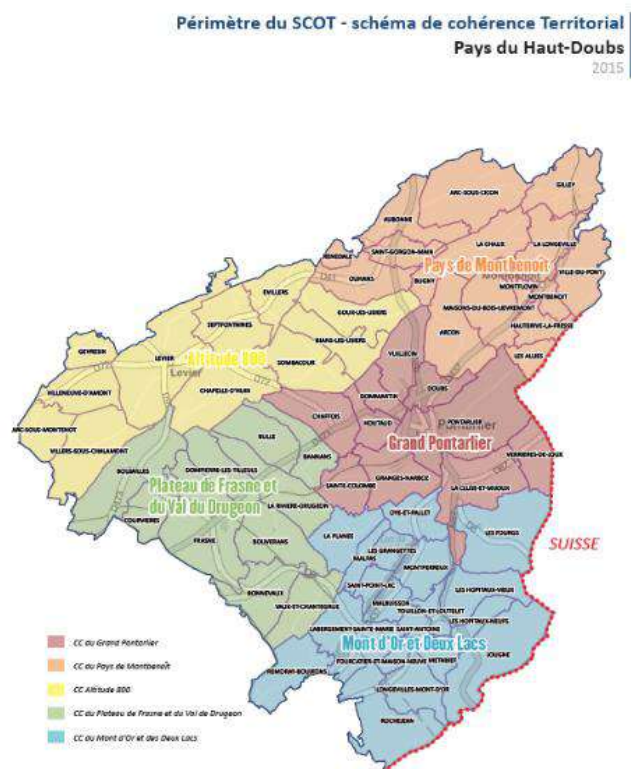 Périmètre du SCOT - schéma de cohérence Territorial
Pays du Haut-Doubs
2015
GILLEY
ARC-SOUS-CICON
AUBONNE
LA CHAUX
LA LONGEVILLE
SAINT-GORGON-MAIN
RENEDALE
Pays de Montbenoit
VILLE-DU-PONT
OUHANS
BUGNY
MONTFLOVIN
MONTBENOIT
EVILLERS
MAISONS-DU-BOIS-LIEVREMONT
GOUX-LES-USIERS
HAUTERIVE-LA-FRESSE
SEPTFONTAINES
ARCON
BIANS-LES-USIERS
VUILLECIN
LES ALLIES
GEVRESIN
LEVIER
Altitude 800
SOMBACOUR
Levier
DOMMARTIN
DOUBS
VILLENEUVE-D'AMONT
CHAPELLE-D'HUIN
CHAFFOIS
HOUTAUD
PONTARLIER
ARC-SOUS-MONTENOT
BULLE
Grand Pontarlier
VILLERS-SOUS-CHALAMONT
BANNANS
VERRIERES-DE-JOUX
BOUJAILLES
DOMPIERRE-LES-TILLEULS
GRANGES-NARBOZ
SAINTE-COLOMBE
LA CLUSE-ET-MIJOUX
Plateau de Frasne et
du Val du Drugeon
LA RIVIERE-DRUGEON
OYE-ET-PALLET
COURVIERES
LA PLANEE
LES FOURGS
SUISSE
FRASNE
BOUVERANS
LES GRANGETTES
MALPAS
MONTPERREUX
SAINT-POINT-LAC
LES HOPITAUX-VIEUX
BONNEVAUX
MALBUISSON
VAUX-ET-CHANTEGRUE
TOUILLON-ET-LOUTELET
LES HOPITAUX-NEUFS
LABERGEMENT-SAINTE-MARIE
SAINT-ANTOINE
Mont d'Or et Deux Lacs
JOUGNE
REMORAY-BOUJEONS
FOURCATIER-ET-MAISON-NEUVE
METABIEF
LONGEVILLES-MONT-D'OR
ROCHEJEAN
CC du Grand Pontarlier
CC du Pays de Montbenoît
CC Altitude 800
CC du Plateau de Frasne et du Val de Drugeon
CC du Mont d'Or et des Deux Lacs